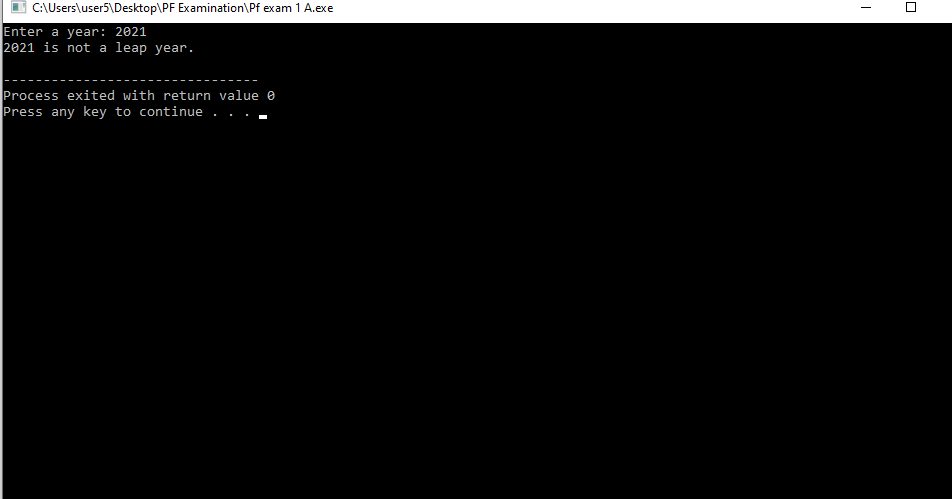 C:\Users\user5\Desktop\PF Examination\Pf exam 1 A.exe
Enter a year: 2021
2021 is not a leap year.
--------------------------------
Process exited with return value 0
Press any key to continue . . .